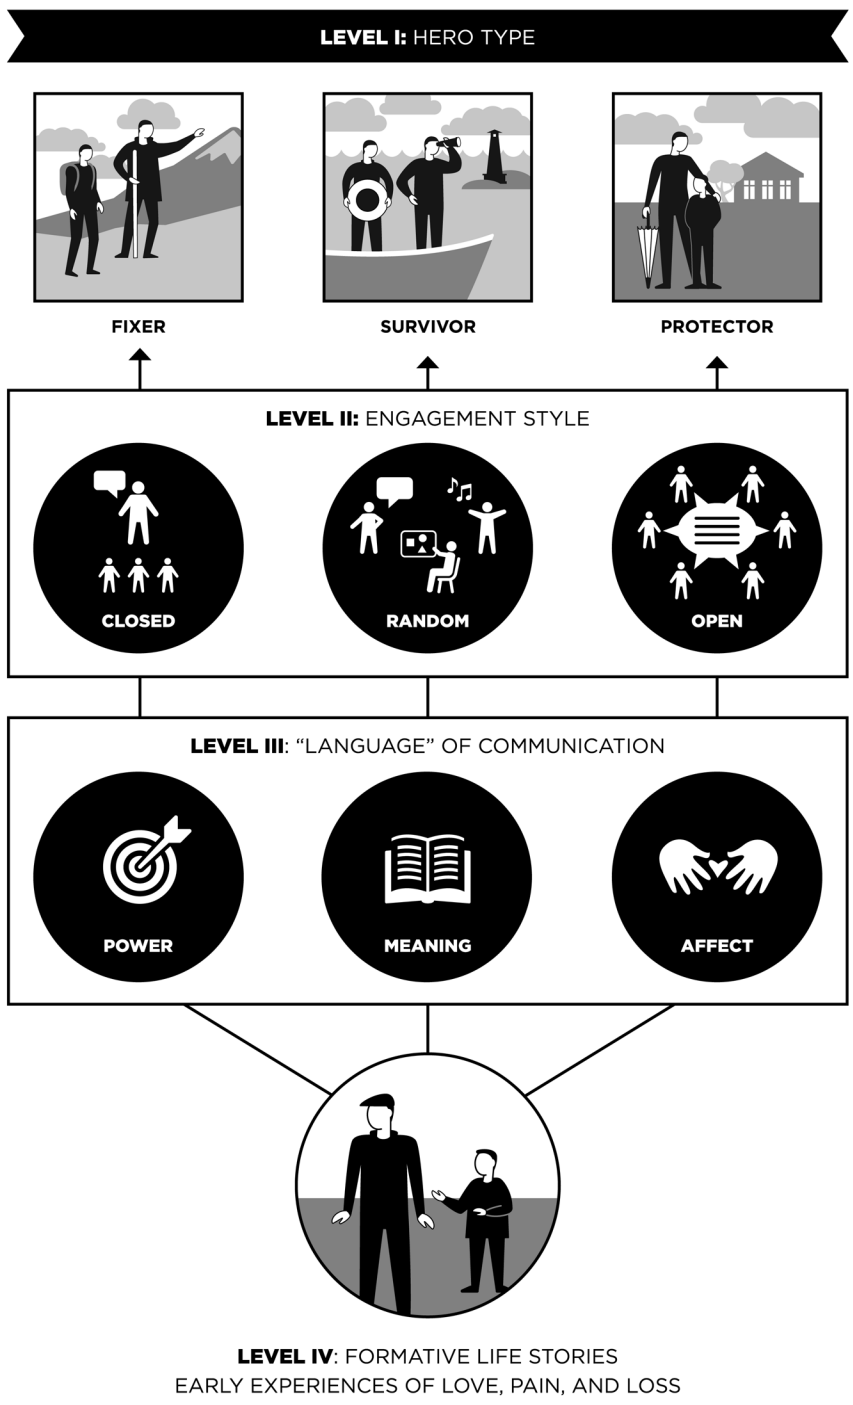 LEVEL I: HERO TYPE
FIXER
SURVIVOR
PROTECTOR
LEVEL II: ENGAGEMENT STYLE
CLOSED
RANDOM
OPEN
LEVEL III: “LANGUAGE” OF COMMUNICATION
POWER
MEANING
AFFECT
LEVEL IV: FORMATIVE LIFE STORIES
EARLY EXPERIENCES OF LOVE, PAIN, AND LOSS